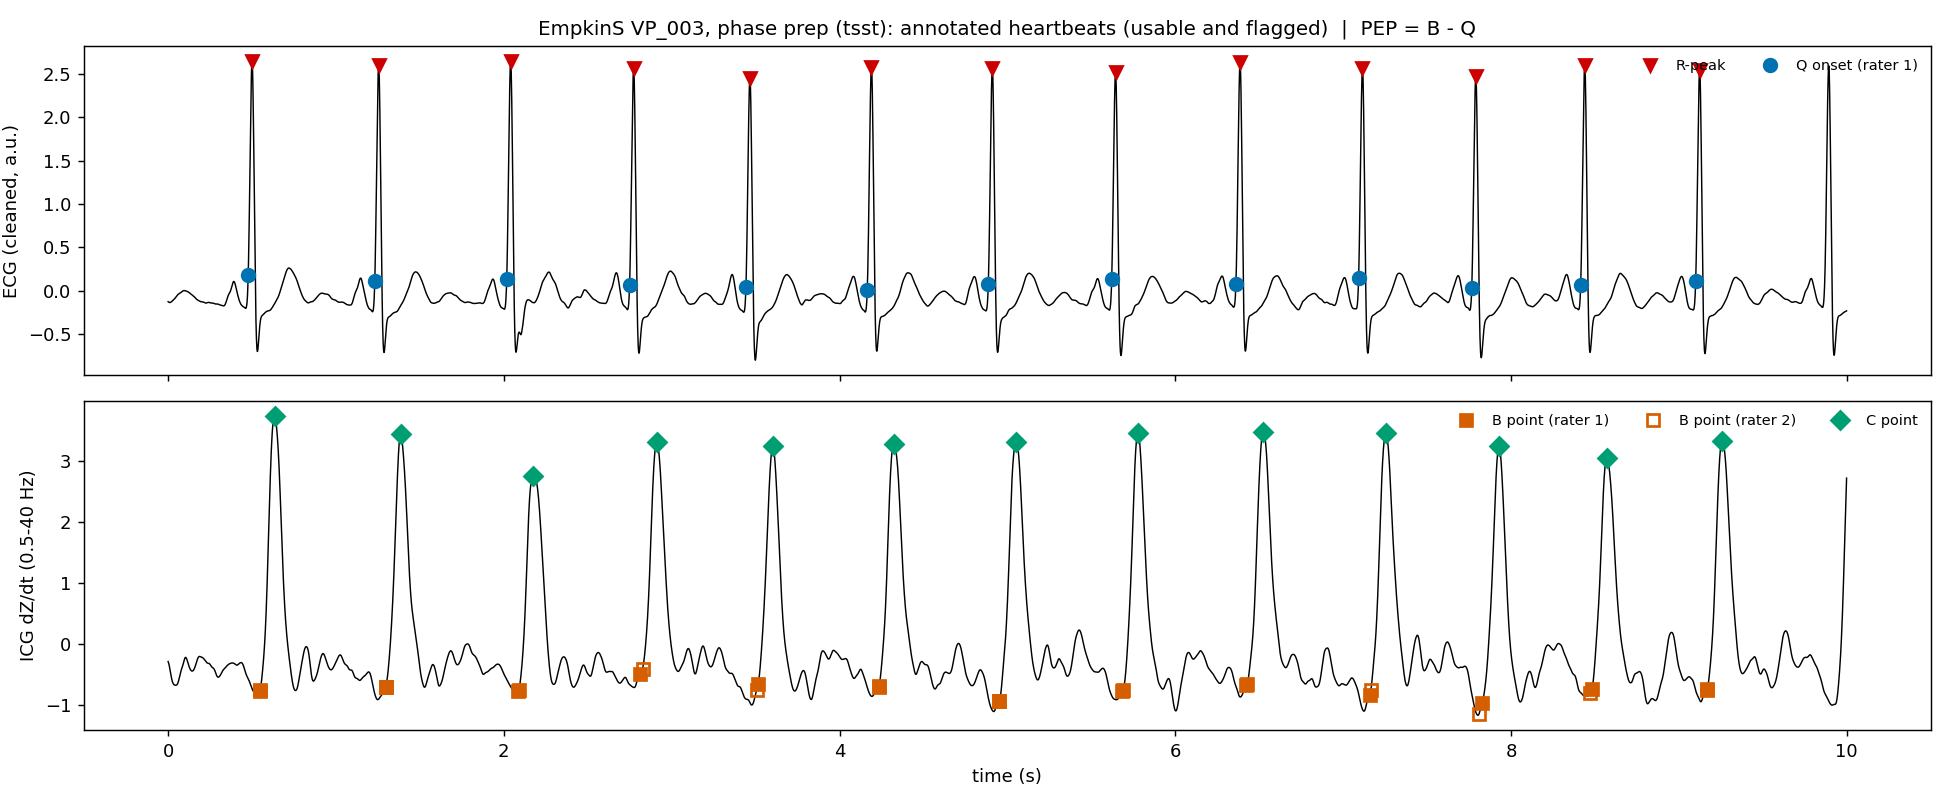 EmpkinS VP_003, phase prep (tsst): annotated heartbeats (usable and flagged)  |  PEP = B - Q
ECG (cleaned, a.u.)
2.5
2.0
1.5
1.0
0.5
0.0
−0.5
R-peak
Q onset (rater 1)
ICG dZ/dt (0.5-40 Hz)
3
2
1
0
−1
B point (rater 1)
B point (rater 2)
C point
0
2
4
6
8
10
time (s)